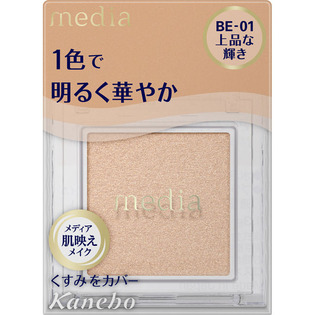 media
BE-01
上品な
輝き
1色で
明るく華やか
media
メディア
肌映え
メイク
くすみをカバー
Kanebo